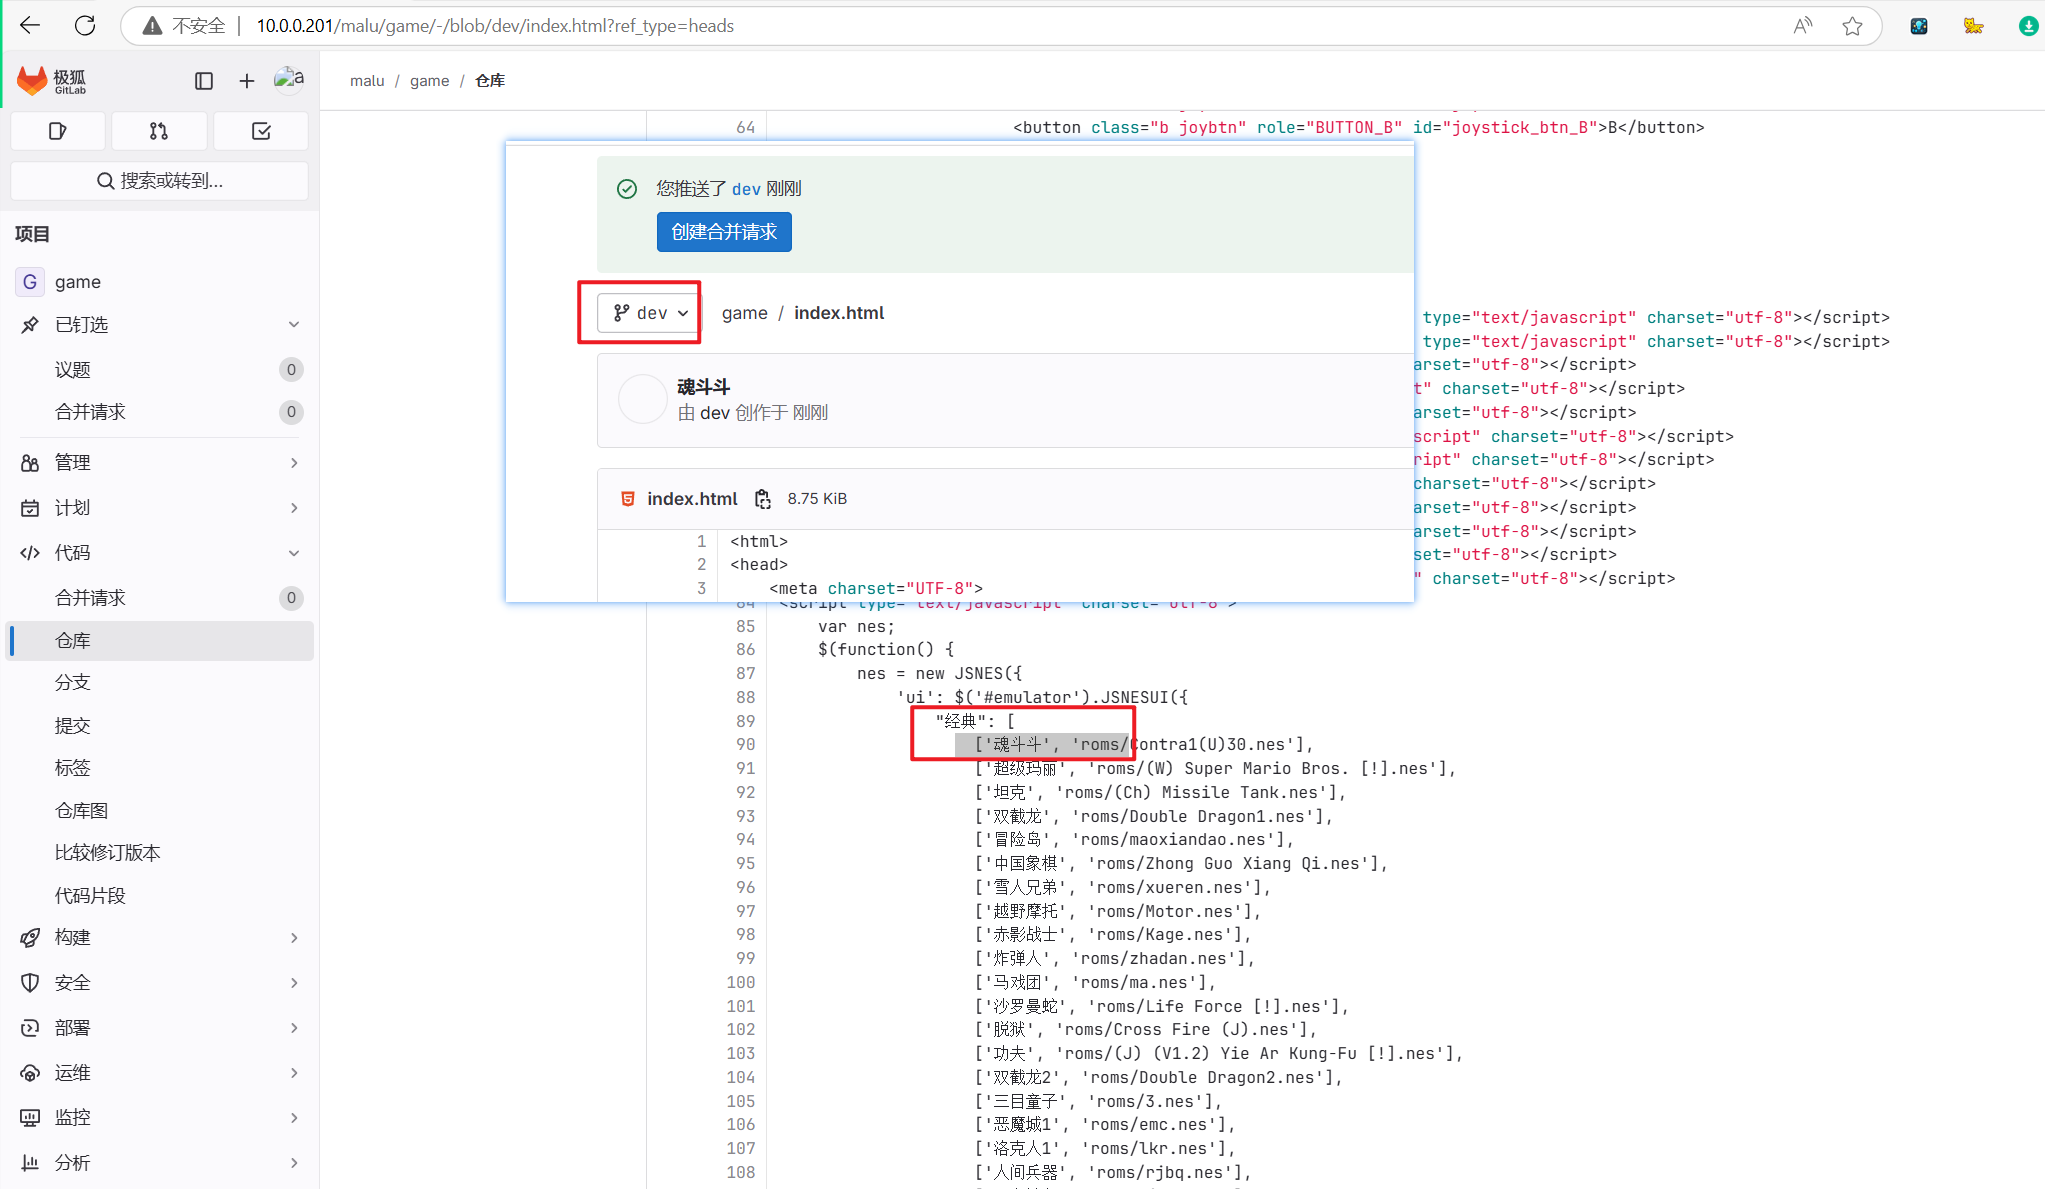 不安全 10.0.0.201/malu/game/-/blob/dev/index.html?ref_type=heads
极狐
GitLab
a
malu / game / 仓库
搜索或转到...
项目
G game
已钉选
议题 0
合并请求 0
管理
计划
代码
合并请求 0
仓库
分支
提交
标签
仓库图
比较修订版本
代码片段
构建
安全
部署
运维
监控
分析
64 <button class="b joybtn" role="BUTTON_B" id="joystick_btn_B">B</button>
您推送了 dev 刚刚
创建合并请求
dev game / index.html
魂斗斗
由 dev 创作于 刚刚
index.html 8.75 KiB
1 <html>
2 <head>
3 <meta charset="UTF-8">
type="text/javascript" charset="utf-8"></script>
type="text/javascript" charset="utf-8"></script>
arset="utf-8"></script>
t" charset="utf-8"></script>
arset="utf-8"></script>
script" charset="utf-8"></script>
ript" charset="utf-8"></script>
charset="utf-8"></script>
arset="utf-8"></script>
arset="utf-8"></script>
set="utf-8"></script>
" charset="utf-8"></script>
84 <script type="text/javascript" charset="utf-8">
85 var nes;
86 $(function() {
87 nes = new JSNES({
88 'ui': $('#emulator').JSNESUI({
89 "经典": [
90 ['魂斗斗', 'roms/Contra1(U)30.nes'],
91 ['超级玛丽', 'roms/(W) Super Mario Bros. [!].nes'],
92 ['坦克', 'roms/(Ch) Missile Tank.nes'],
93 ['双截龙', 'roms/Double Dragon1.nes'],
94 ['冒险岛', 'roms/maoxiandao.nes'],
95 ['中国象棋', 'roms/Zhong Guo Xiang Qi.nes'],
96 ['雪人兄弟', 'roms/xueren.nes'],
97 ['越野摩托', 'roms/Motor.nes'],
98 ['赤影战士', 'roms/Kage.nes'],
99 ['炸弹人', 'roms/zhadan.nes'],
100 ['马戏团', 'roms/ma.nes'],
101 ['沙罗曼蛇', 'roms/Life Force [!].nes'],
102 ['脱狱', 'roms/Cross Fire (J).nes'],
103 ['功夫', 'roms/(J) (V1.2) Yie Ar Kung-Fu [!].nes'],
104 ['双截龙2', 'roms/Double Dragon2.nes'],
105 ['三目童子', 'roms/3.nes'],
106 ['恶魔城1', 'roms/emc.nes'],
107 ['洛克人1', 'roms/lkr.nes'],
108 ['人间兵器', 'roms/rjbq.nes'],